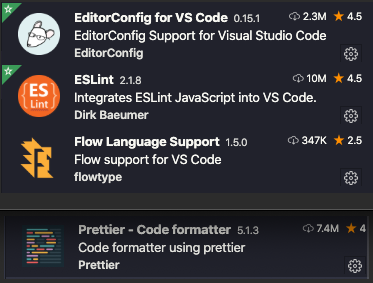 EditorConfig for VS Code 0.15.1 2.3M 4.5
EditorConfig Support for Visual Studio Code
EditorConfig
ES
Lint
ESLint 2.1.8 10M 4.5
Integrates ESLint JavaScript into VS Code.
Dirk Baeumer
Flow Language Support 1.5.0 347K 2.5
Flow support for VS Code
flowtype
Prettier - Code formatter 5.1.3 7.4M 4
Code formatter using prettier
Prettier